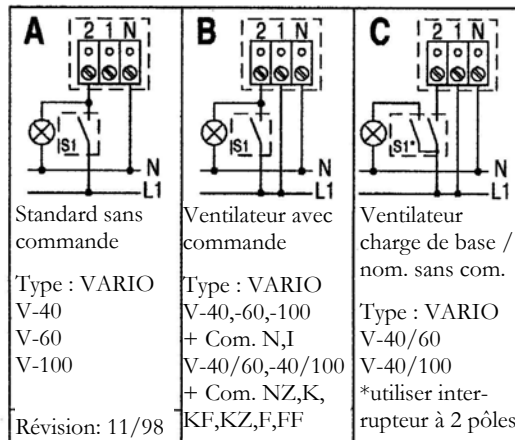 A
2 1 N
S1
Standard sans
commande
Type : VARIO
V-40
V-60
V-100
Révision: 11/98
B
2 1 N
S1
Ventilateur avec
commande
Type : VARIO
V-40,-60,-100
+ Com. N,I
V-40/60,-40/100
+ Com. NZ,K,
KF,KZ,F,FF
C
2 1 N
S1*
N
L1
Ventilateur
charge de base /
nom. sans com.
Type : VARIO
V-40/60
V-40/100
*utiliser inter-
rupteur à 2 pôles
N
L1
N
L1